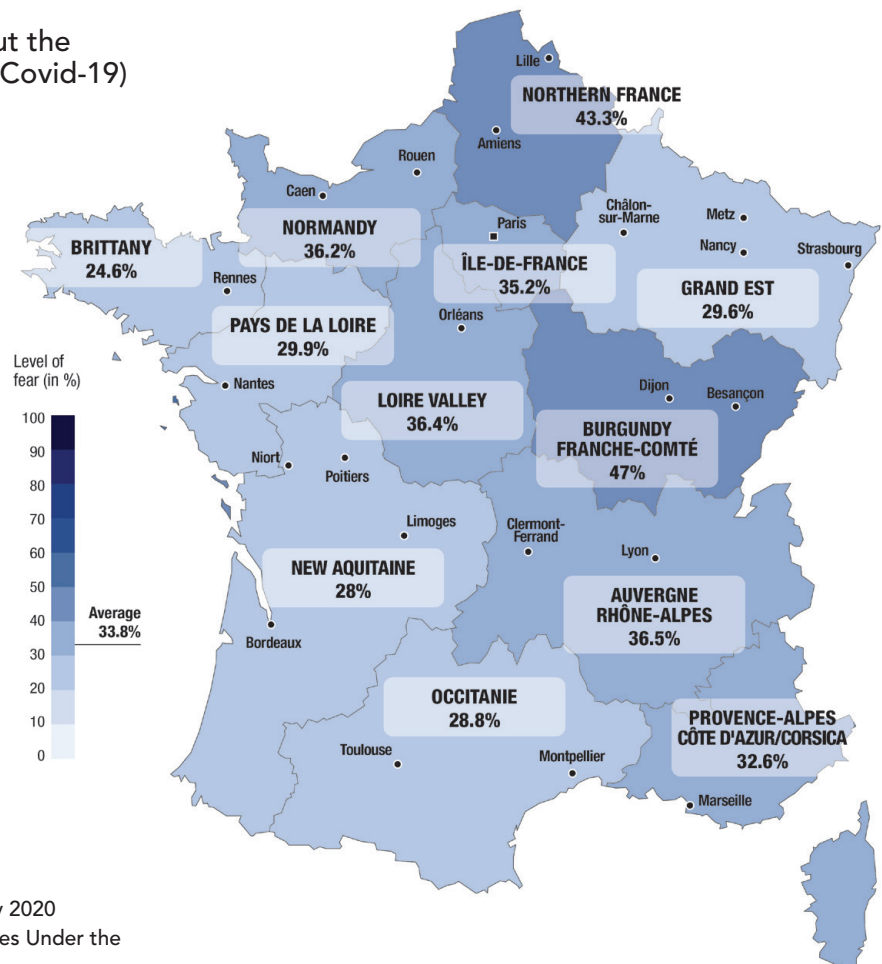 ut the
Covid-19)
Lille
NORTHERN FRANCE
43.3%
Amiens
Rouen
Caen
NORMANDY
36.2%
Paris
ÎLE-DE-FRANCE
35.2%
Châlon-
sur-Marne
Metz
Nancy
Strasbourg
GRAND EST
29.6%
BRITTANY
24.6%
Rennes
PAYS DE LA LOIRE
29.9%
Orléans
Nantes
LOIRE VALLEY
36.4%
Dijon
Besançon
BURGUNDY
FRANCHE-COMTÉ
47%
Level of
fear (in %)
100
90
80
70
60
50
40
30
20
10
0
Average
33.8%
Niort
Poitiers
Limoges
Clermont-
Ferrand
Lyon
NEW AQUITAINE
28%
AUVERGNE
RHÔNE-ALPES
36.5%
Bordeaux
OCCITANIE
28.8%
PROVENCE-ALPES
CÔTE D'AZUR/CORSICA
32.6%
Toulouse
Montpellier
Marseille
2020
es Under the